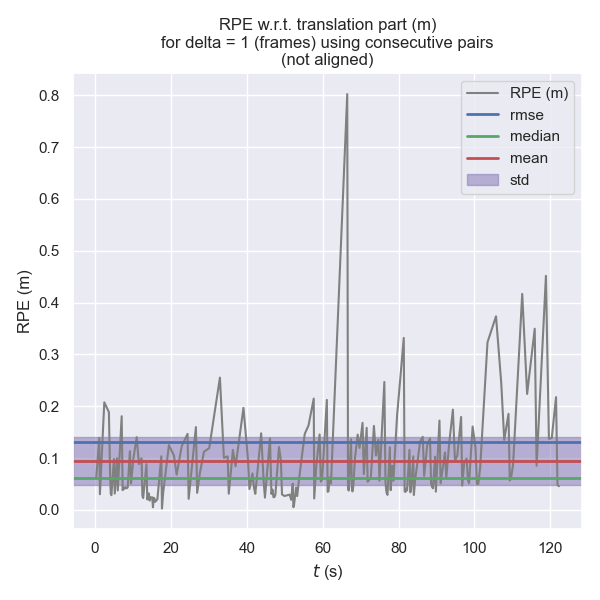 RPE w.r.t. translation part (m)
for delta = 1 (frames) using consecutive pairs
(not aligned)
RPE (m)
rmse
median
mean
std
0.8
0.7
0.6
0.5
0.4
0.3
0.2
0.1
0.0
RPE (m)
0 20 40 60 80 100 120
t (s)